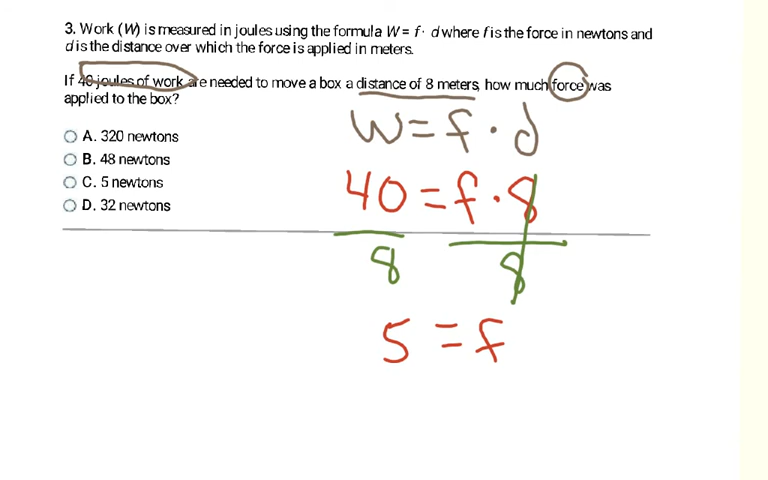 3. Work (W) is measured in joules using the formula W = f · d where f is the force in newtons and
d is the distance over which the force is applied in meters.
If 40 joules of work are needed to move a box a distance of 8 meters, how much force was
applied to the box?
A. 320 newtons
B. 48 newtons
C. 5 newtons
D. 32 newtons
W = f · d
40 = f · 8
8 8
5 = f